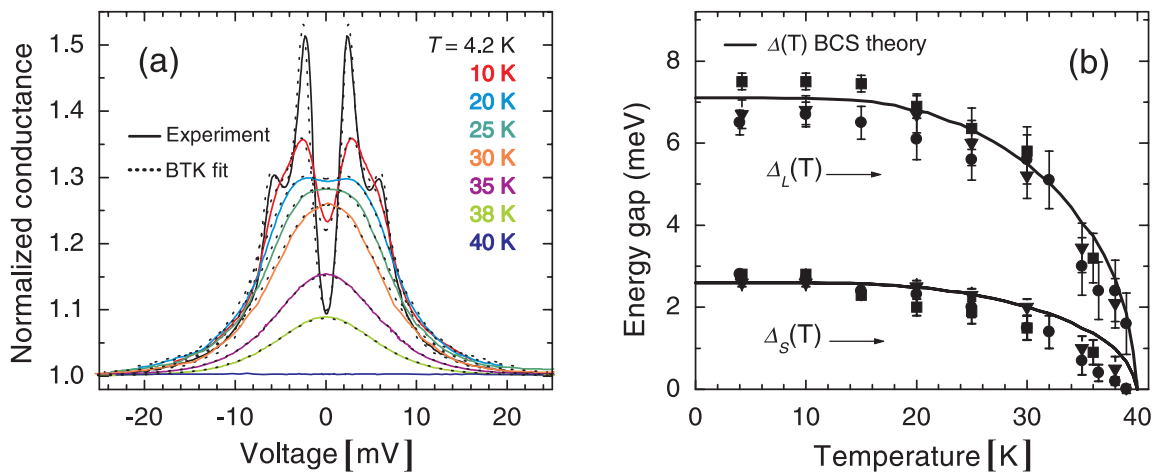 Normalized conductance
1.5
1.4
1.3
1.2
1.1
1.0
(a)
T = 4.2 K
10 K
20 K
25 K
30 K
35 K
38 K
40 K
Experiment
BTK fit
-20
-10
0
10
20
Voltage [mV]
Energy gap (meV)
8
6
4
2
0
Δ(T) BCS theory
(b)
Δ_L(T)
Δ_S(T)
0
10
20
30
40
Temperature [K]